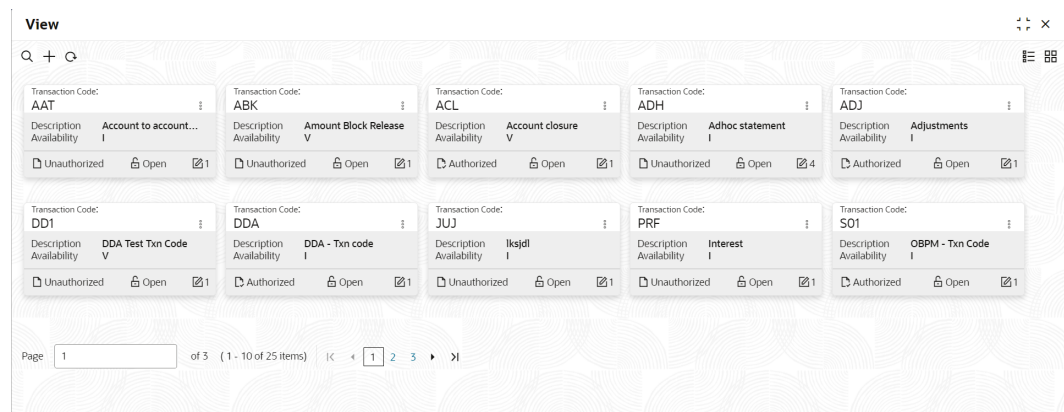 View
Transaction Code: Transaction Code: Transaction Code: Transaction Code: Transaction Code:
AAT ABK ACL ADH ADJ
Description Account to account... Description Amount Block Release Description Account closure Description Adhoc statement Description Adjustments
Availability I Availability V Availability V Availability I Availability I
Unauthorized Open 1 Unauthorized Open 1 Authorized Open 1 Unauthorized Open 4 Authorized Open 1
Transaction Code: Transaction Code: Transaction Code: Transaction Code: Transaction Code:
DD1 DDA JUJ PRF S01
Description DDA Test Txn Code Description DDA - Txn code Description lksjdl Description Interest Description OBPM - Txn Code
Availability V Availability I Availability I Availability I Availability I
Unauthorized Open 1 Authorized Open 1 Unauthorized Open 1 Unauthorized Open 1 Authorized Open 1
Page 1 of 3 ( 1 - 10 of 25 items) 1 2 3